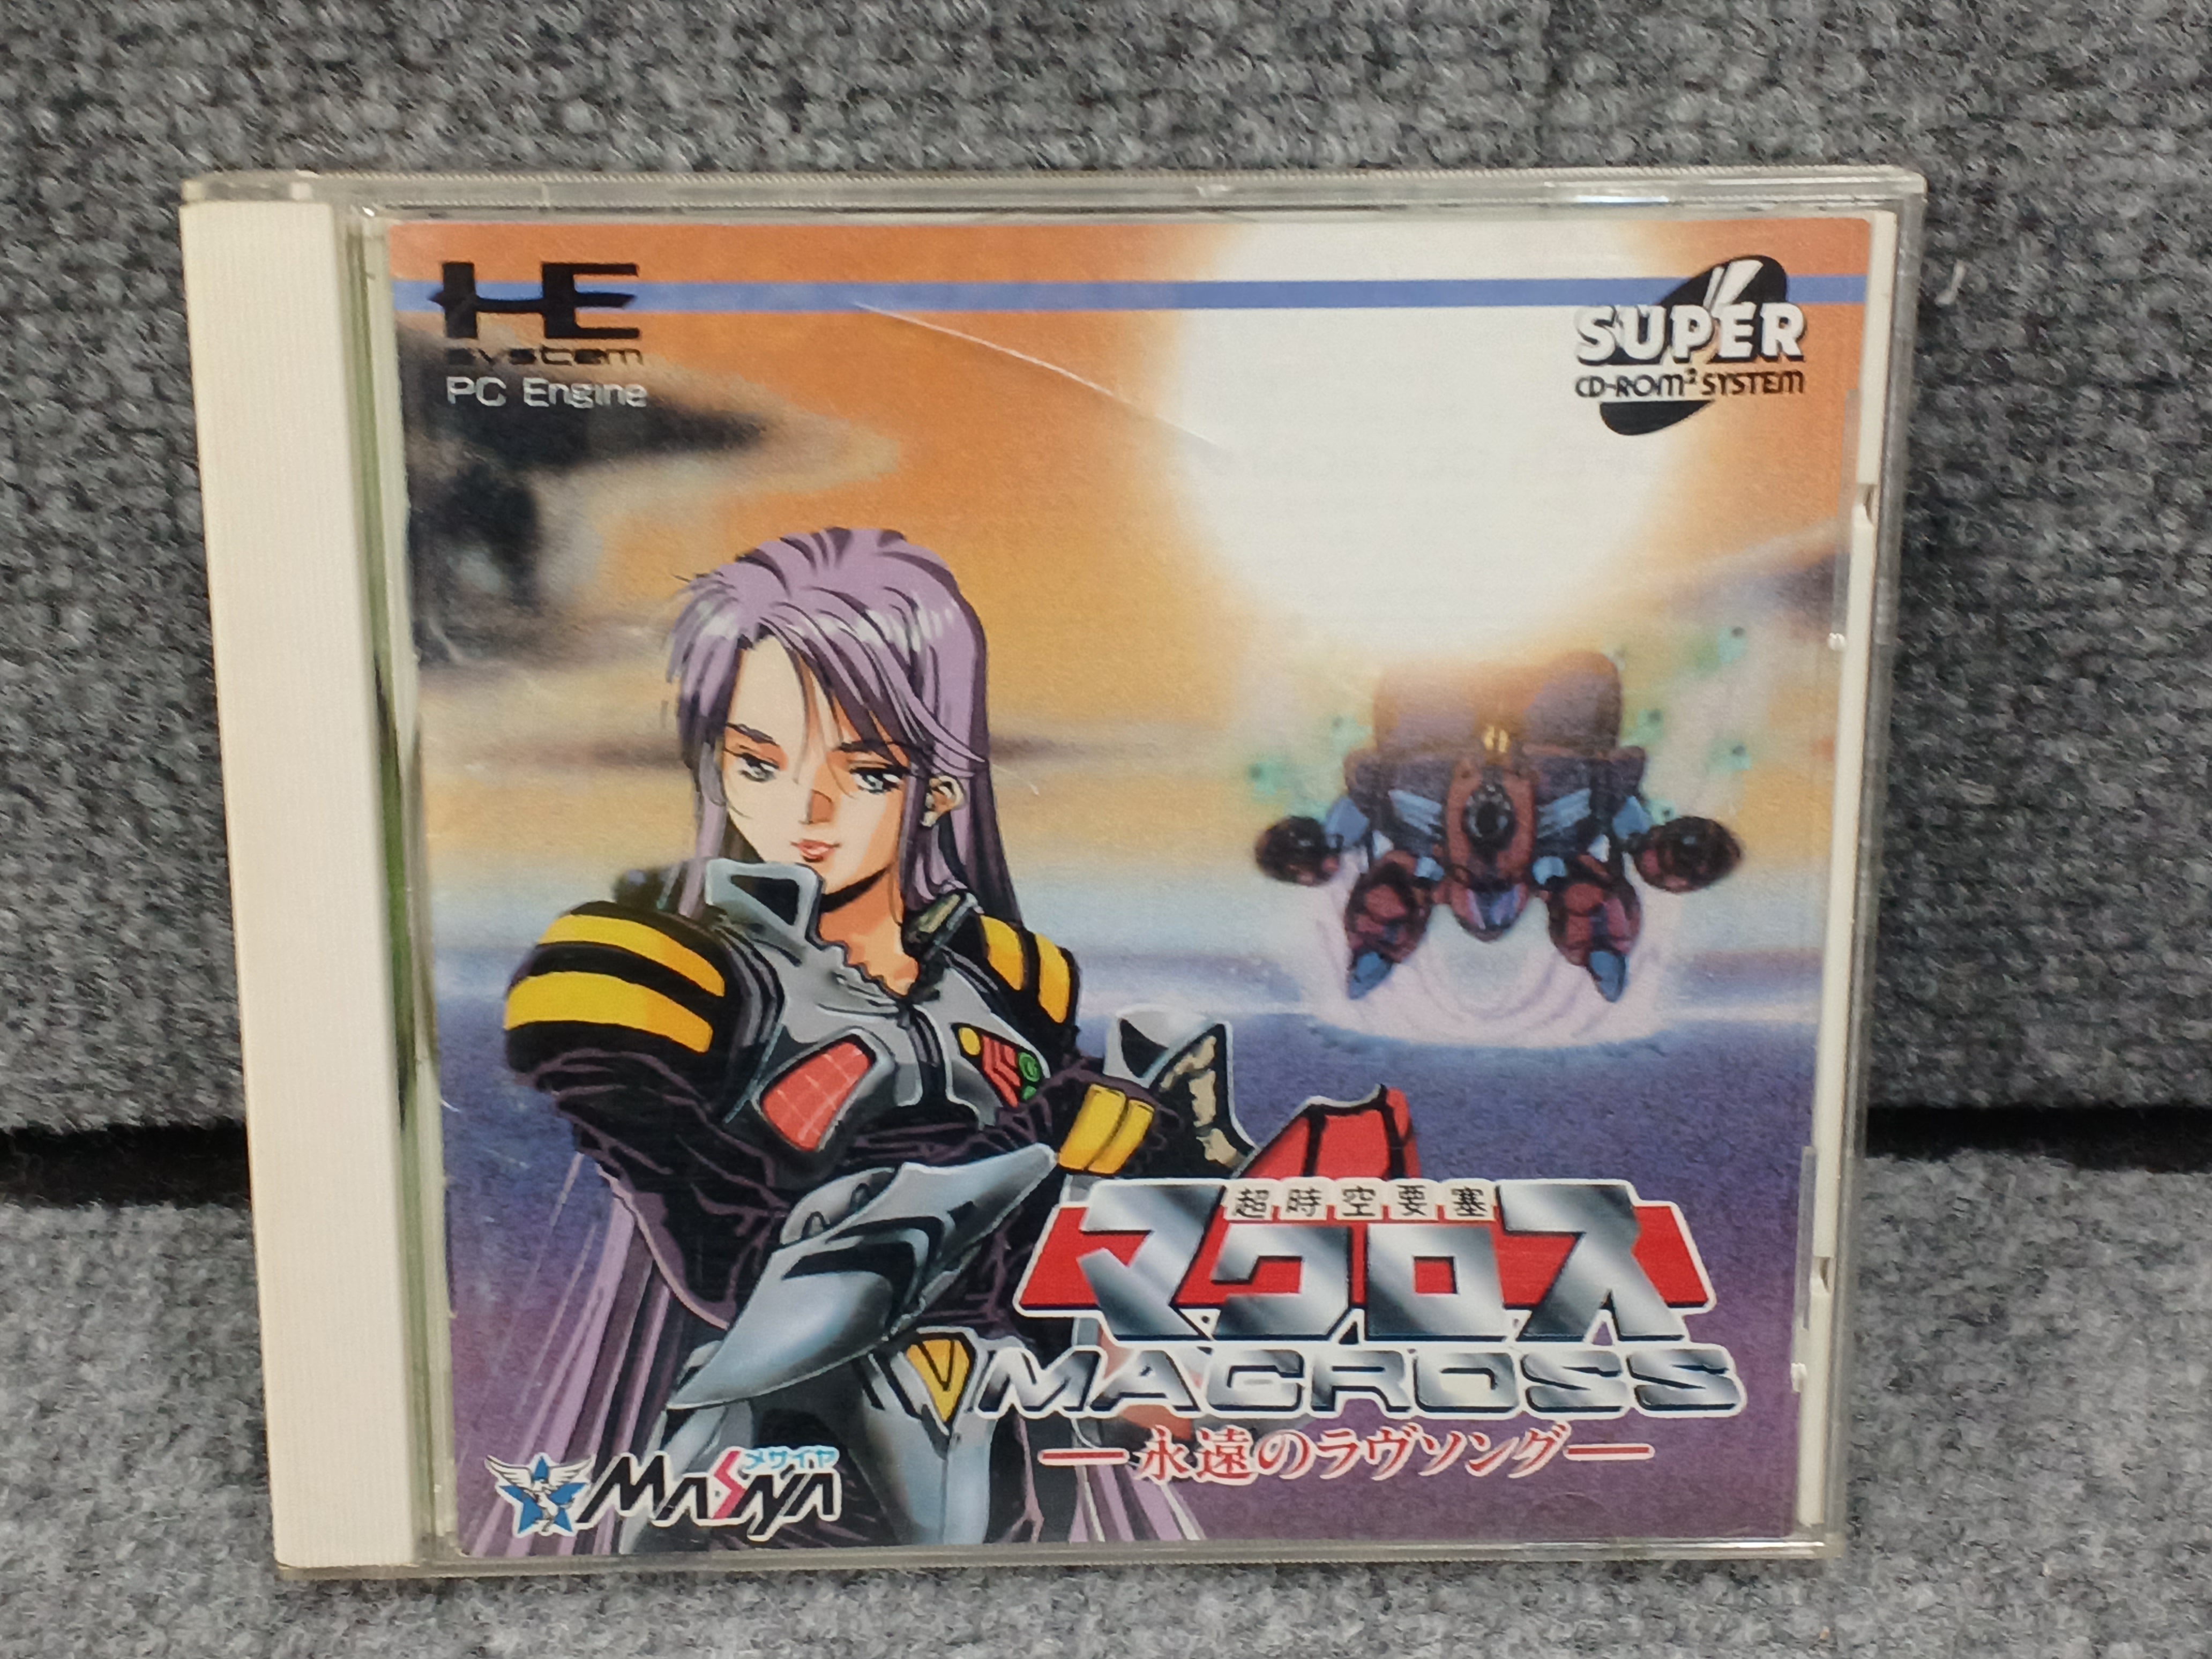 HE
system
PC Engine
SUPER
CD-ROM² SYSTEM
超時空要塞
マクロス
MACROSS
永遠のラヴソング
メサイヤ
MASAYA